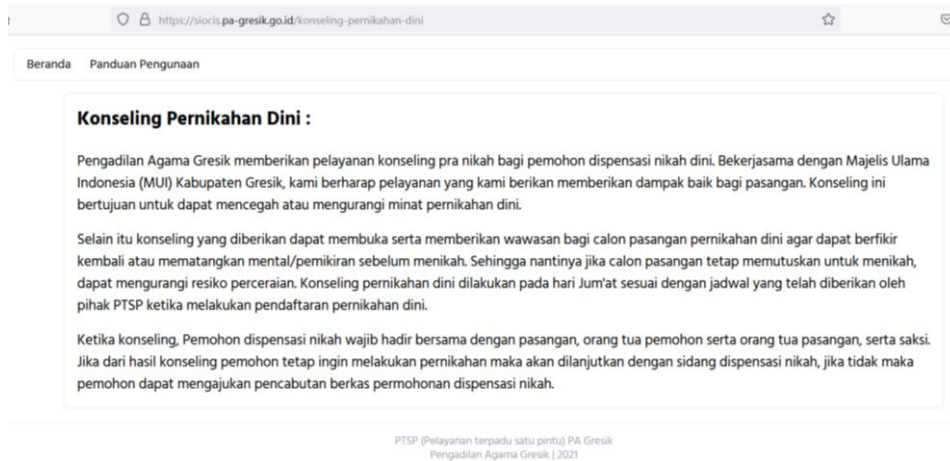 https://siocis.pa-gresik.go.id/konseling-pernikahan-dini
Beranda Panduan Pengunaan
Konseling Pernikahan Dini :
Pengadilan Agama Gresik memberikan pelayanan konseling pra nikah bagi pemohon dispensasi nikah dini. Bekerjasama dengan Majelis Ulama
Indonesia (MUI) Kabupaten Gresik, kami berharap pelayanan yang kami berikan memberikan dampak baik bagi pasangan. Konseling ini
bertujuan untuk dapat mencegah atau mengurangi minat pernikahan dini.
Selain itu konseling yang diberikan dapat membuka serta memberikan wawasan bagi calon pasangan pernikahan dini agar dapat berfikir
kembali atau mematangkan mental/pemikiran sebelum menikah. Sehingga nantinya jika calon pasangan tetap memutuskan untuk menikah,
dapat mengurangi resiko perceraian. Konseling pernikahan dini dilakukan pada hari Jum'at sesuai dengan jadwal yang telah diberikan oleh
pihak PTSP ketika melakukan pendaftaran pernikahan dini.
Ketika konseling, Pemohon dispensasi nikah wajib hadir bersama dengan pasangan, orang tua pemohon serta orang tua pasangan, serta saksi.
Jika dari hasil konseling pemohon tetap ingin melakukan pernikahan maka akan dilanjutkan dengan sidang dispensasi nikah, jika tidak maka
pemohon dapat mengajukan pencabutan berkas permohonan dispensasi nikah.
PTSP (Pelayanan terpadu satu pintu) PA Gresik
Pengadilan Agama Gresik | 2021